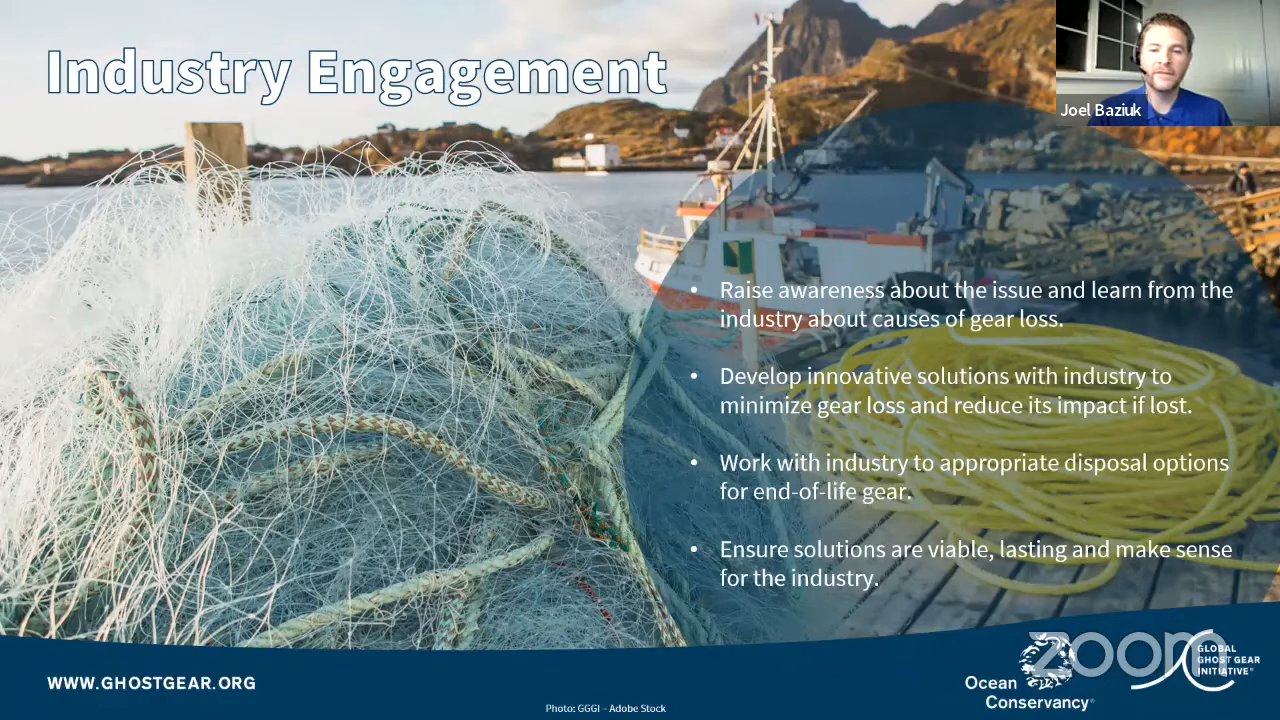 Industry Engagement
Joel Baziuk
• Raise awareness about the issue and learn from the
industry about causes of gear loss.
• Develop innovative solutions with industry to
minimize gear loss and reduce its impact if lost.
• Work with industry to appropriate disposal options
for end-of-life gear.
• Ensure solutions are viable, lasting and make sense
for the industry.
WWW.GHOSTGEAR.ORG
Photo: GGGI – Adobe Stock
Ocean
Conservancy®
zoom
GLOBAL
GHOST GEAR
INITIATIVE®